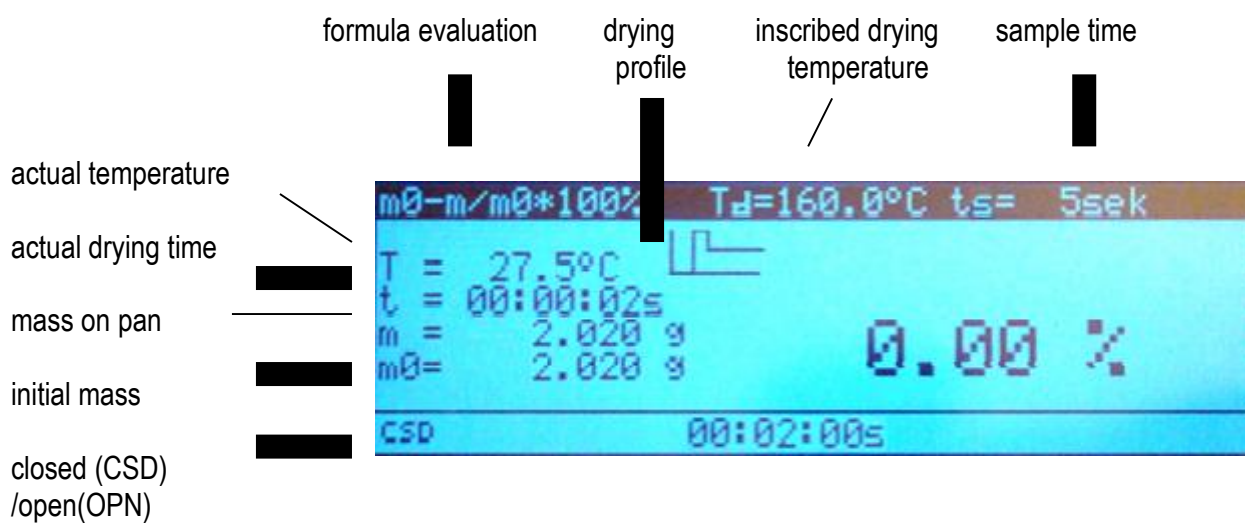 formula evaluation
drying
profile
inscribed drying
temperature
sample time
actual temperature
actual drying time
mass on pan
initial mass
closed (CSD)
/open(OPN)
m0-m/m0*100% Td=160.0ºC ts= 5sek
T = 27.5ºC
t = 00:00:02s
m = 2.020 g
m0= 2.020 g
0.00 %
CSD 00:02:00s